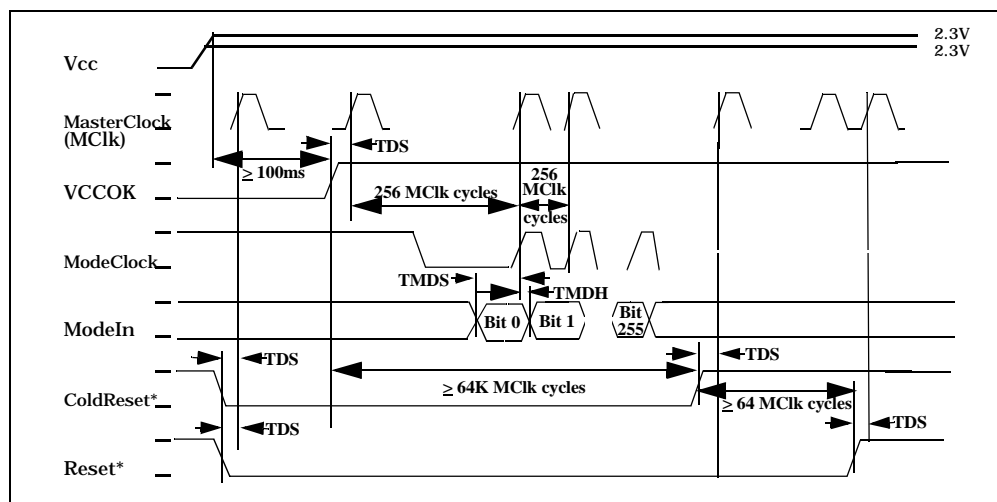 2.3V
2.3V
Vcc
MasterClock
(MClk)
TDS
≥ 100ms
VCCOK
256 MClk cycles
256
MClk
cycles
ModeClock
TMDS
TMDH
ModeIn
Bit 0
Bit 1
Bit
255
TDS
TDS
ColdReset*
≥ 64K MClk cycles
≥ 64 MClk cycles
TDS
TDS
Reset*